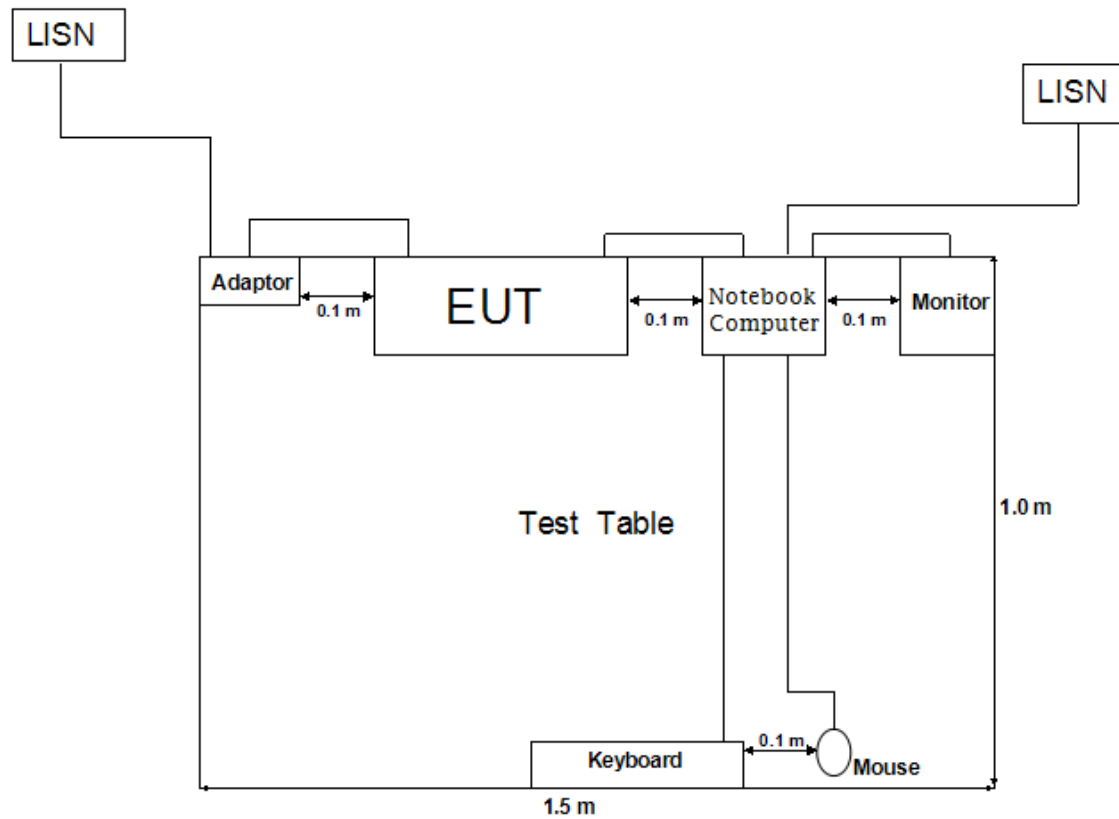 LISN
LISN
Adaptor
0.1 m
EUT
0.1 m
Notebook
Computer
0.1 m
Monitor
Test Table
1.0 m
Keyboard
0.1 m
Mouse
1.5 m